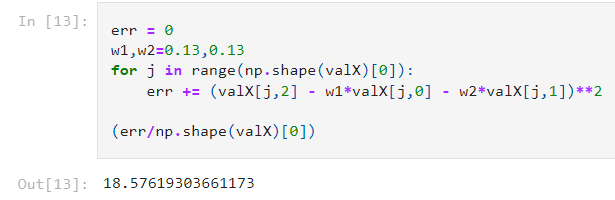 In [13]:
err = 0
w1,w2=0.13,0.13
for j in range(np.shape(valX)[0]):
    err += (valX[j,2] - w1*valX[j,0] - w2*valX[j,1])**2
(err/np.shape(valX)[0])
Out[13]: 18.57619303661173